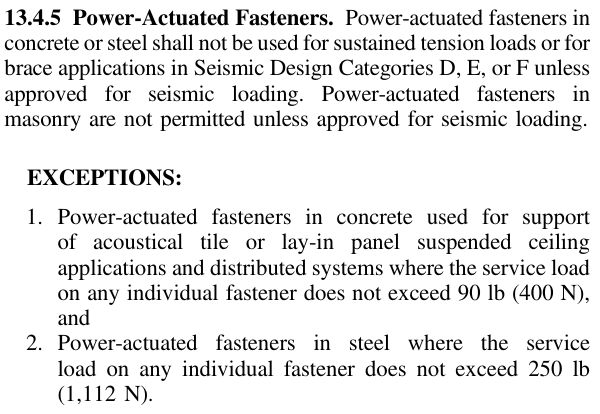 13.4.5 Power-Actuated Fasteners. Power-actuated fasteners in
concrete or steel shall not be used for sustained tension loads or for
brace applications in Seismic Design Categories D, E, or F unless
approved for seismic loading. Power-actuated fasteners in
masonry are not permitted unless approved for seismic loading.
EXCEPTIONS:
1. Power-actuated fasteners in concrete used for support
of acoustical tile or lay-in panel suspended ceiling
applications and distributed systems where the service load
on any individual fastener does not exceed 90 lb (400 N),
and
2. Power-actuated fasteners in steel where the service
load on any individual fastener does not exceed 250 lb
(1,112 N).